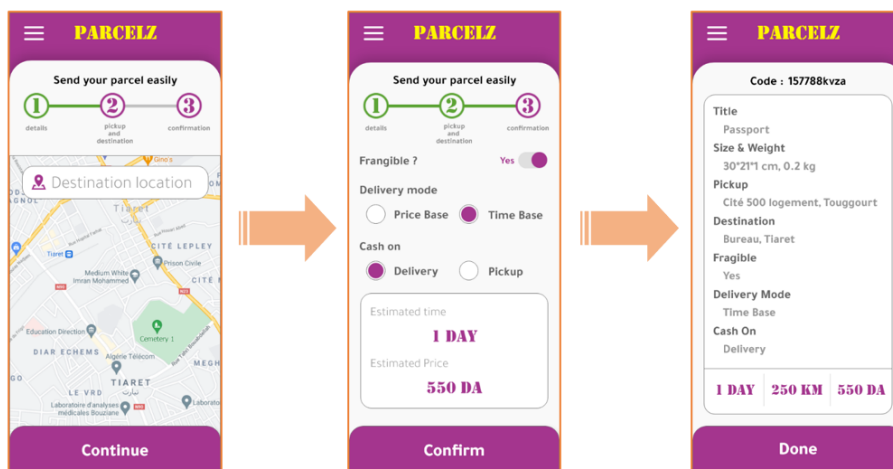 PARCELZ
Send your parcel easily
1 2 3
details
pickup
and
destination
confirmation
Gino's
Destination location
Tiaret
تيارت
CITÉ LEPLEY
Tiaret
Prison Civile
Medium White
Imran Mohammed
Education Direction
Cemetery 1
DIAR ECHEMS
Algérie Télécom
TIARET
تيارت
LE VRD
Laboratoire d'analyses
médicales Bouziane
Continue
PARCELZ
Send your parcel easily
1 2 3
details
pickup
and
destination
confirmation
Frangible ?
Yes
Delivery mode
Price Base
Time Base
Cash on
Delivery
Pickup
Estimated time
1 DAY
Estimated Price
550 DA
Confirm
PARCELZ
Code : 157788kvza
Title
Passport
Size & Weight
30*21*1 cm, 0.2 kg
Pickup
Cité 500 logement, Touggourt
Destination
Bureau, Tiaret
Fragible
Yes
Delivery Mode
Time Base
Cash On
Delivery
1 DAY 250 KM 550 DA
Done